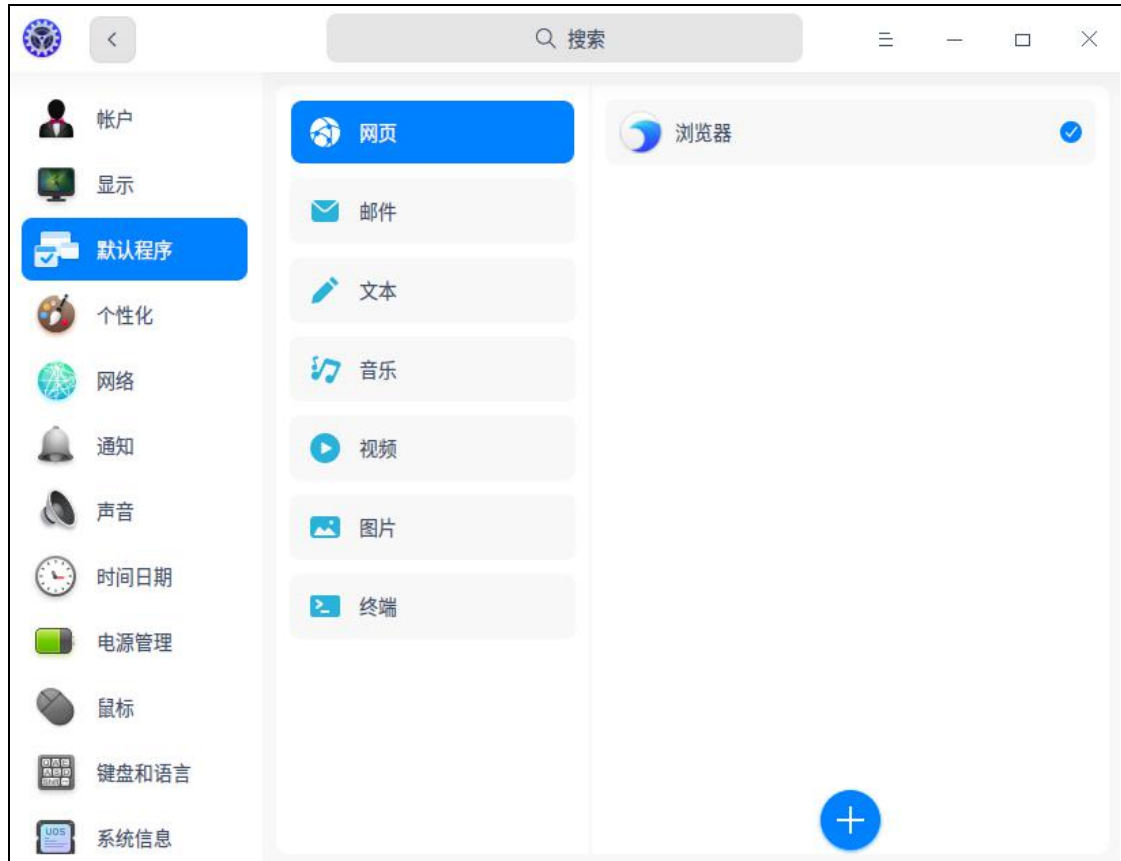 搜索
帐户
显示
默认程序
个性化
网络
通知
声音
时间日期
电源管理
鼠标
键盘和语言
UOS
系统信息
网页
邮件
文本
音乐
视频
图片
终端
浏览器